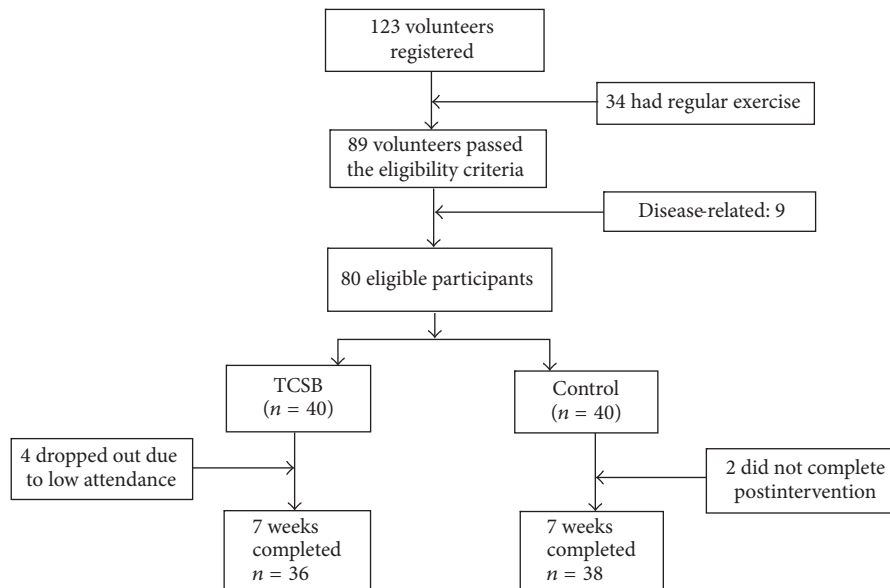 123 volunteers
registered
34 had regular exercise
89 volunteers passed
the eligibility criteria
Disease-related: 9
80 eligible participants
TCSB
(n = 40)
Control
(n = 40)
4 dropped out due
to low attendance
2 did not complete
postintervention
7 weeks
completed
n = 36
7 weeks
completed
n = 38